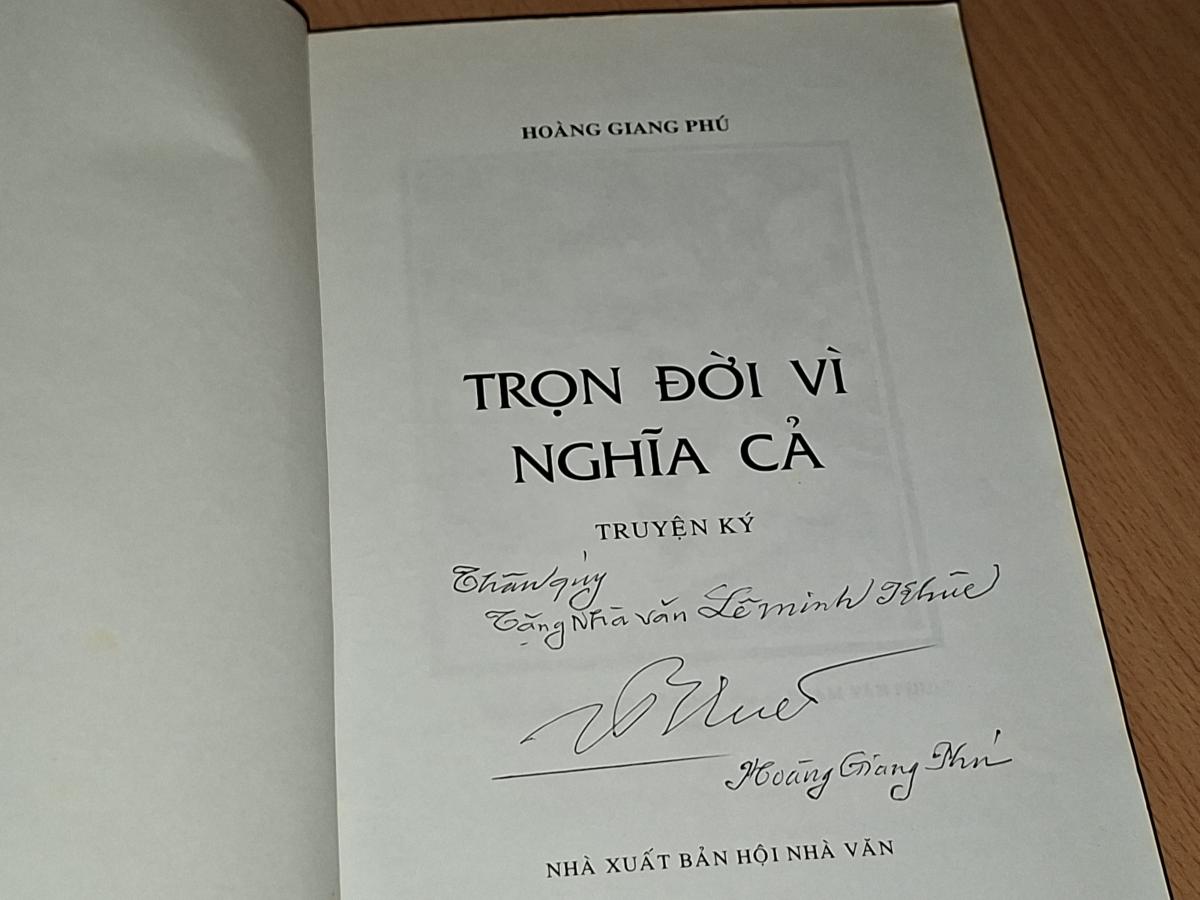 HOÀNG GIANG PHÚ
TRỌN ĐỜI VÌ
NGHĨA CẢ
TRUYỆN KÝ
Thân qúy
Tặng Nhà văn Lê minh Khuê
Hoàng Giang Phú
NHÀ XUẤT BẢN HỘI NHÀ VĂN